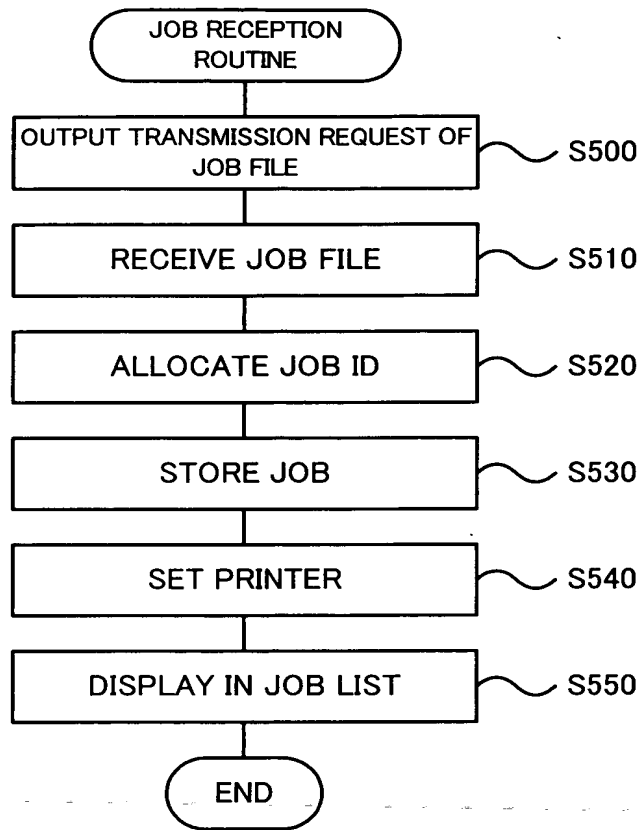 JOB RECEPTION
ROUTINE
OUTPUT TRANSMISSION REQUEST OF
JOB FILE
S500
RECEIVE JOB FILE
S510
ALLOCATE JOB ID
S520
STORE JOB
S530
SET PRINTER
S540
DISPLAY IN JOB LIST
S550
END